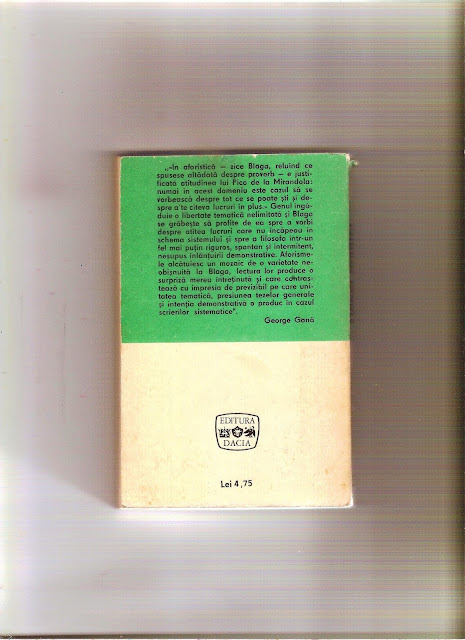 „«In aforistică — zice Blaga, reluînd ce
spusese altădată despre proverb — e justi-
ficată atitudinea lui Pico de la Mirandola:
numai în acest domeniu este cazul să se
vorbească despre tot ce se poate ști și de-
spre alte cîteva lucruri în plus.» Genul îngă-
duie o libertate tematică nelimitată și Blaga
se grăbește să profite de ea spre a vorbi
despre atîtea lucruri care nu încăpeau în
schema sistemului și spre a filosofa într-un
fel mai puțin riguros, spontan și intermitent,
nesupus înlănțuirii demonstrative. Aforisme-
le alcătuiesc un mozaic de o varietate ne-
obișnuită la Blaga, lectura lor produce o
surpriză mereu întreținută și care contras-
tează cu impresia de previzibil pe care uni-
tatea tematică, presiunea tezelor generale
și intenția demonstrativă o produc în cazul
scrierilor sistematice".
George Gană
EDITURA
DACIA
Lei 4,75